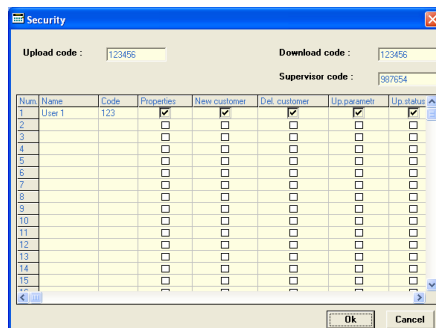 Security
Upload code : 123456 Download code : 123456
Supervisor code : 987654
Num. Name Code Properties New customer Del. customer Up.parametr Up.status
1 User 1 123
2
3
4
5
6
7
8
9
10
11
12
13
14
15
Ok Cancel